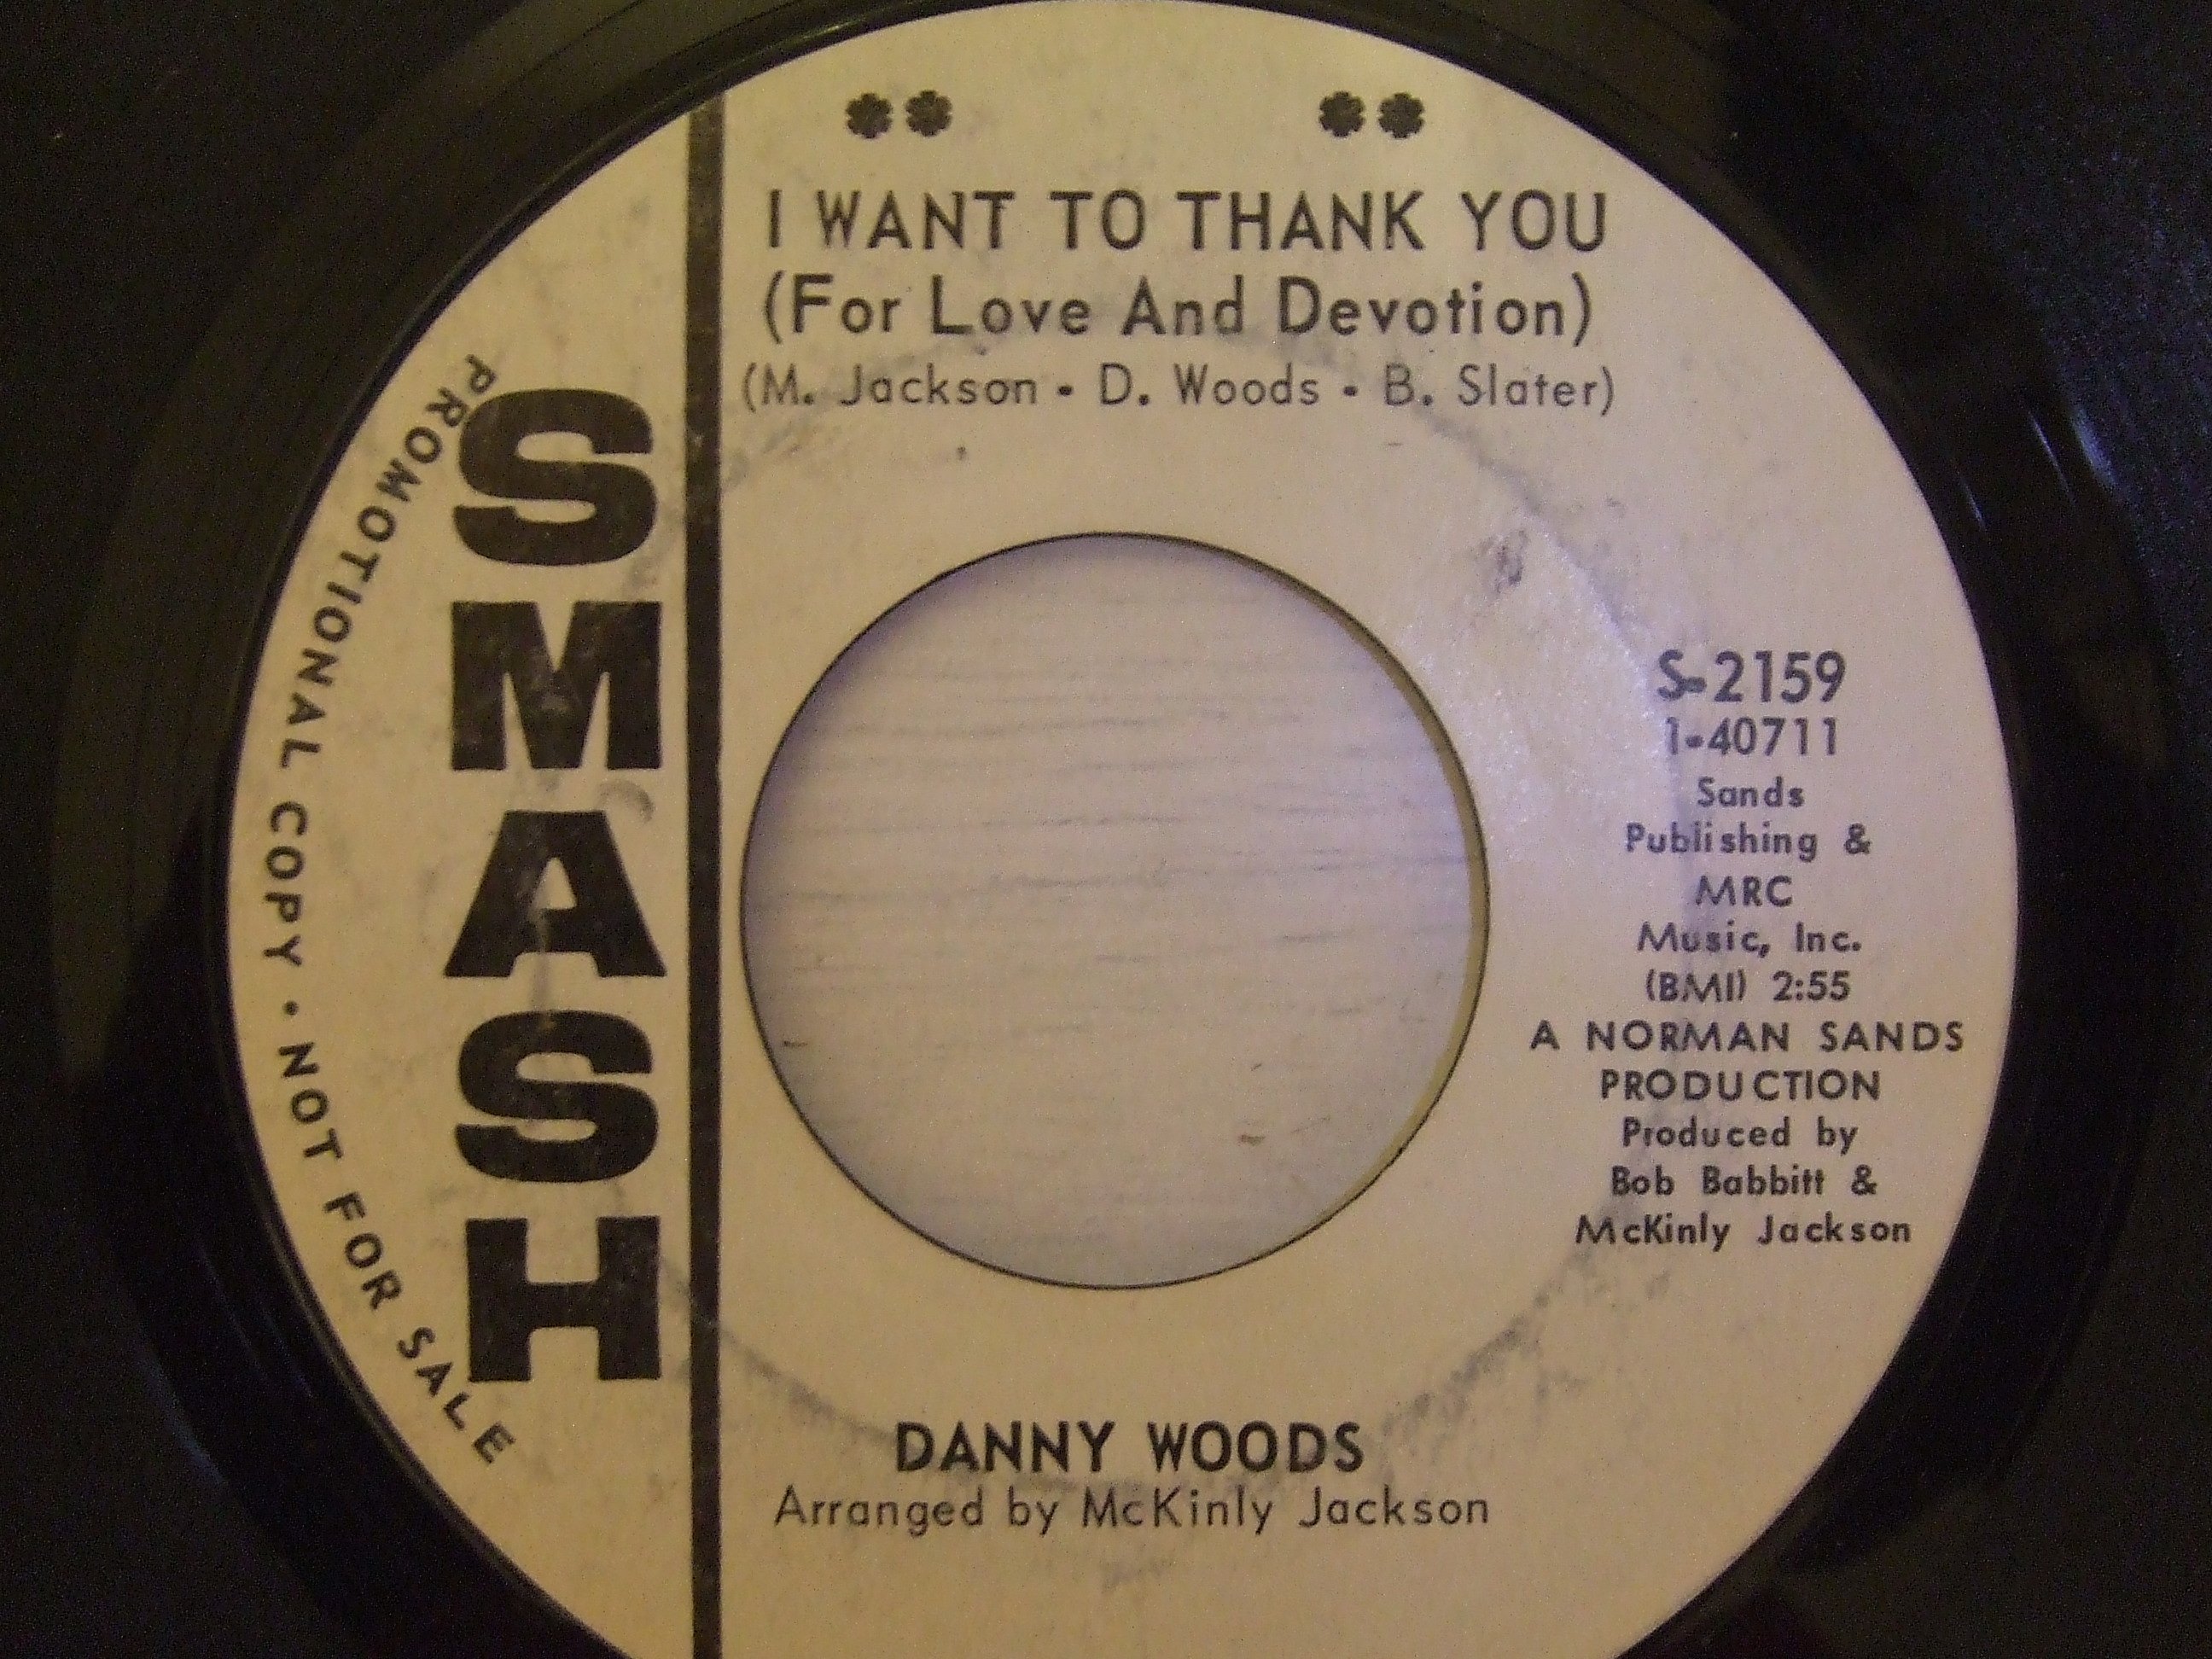 ** **
I WANT TO THANK YOU
(For Love And Devotion)
(M. Jackson - D. Woods - B. Slater)
PROMOTIONAL COPY · NOT FOR SALE
SMASH
S-2159
1-40711
Sands
Publishing &
MRC
Music, Inc.
(BMI) 2:55
A NORMAN SANDS
PRODUCTION
Produced by
Bob Babbitt &
McKinly Jackson
DANNY WOODS
Arranged by McKinly Jackson